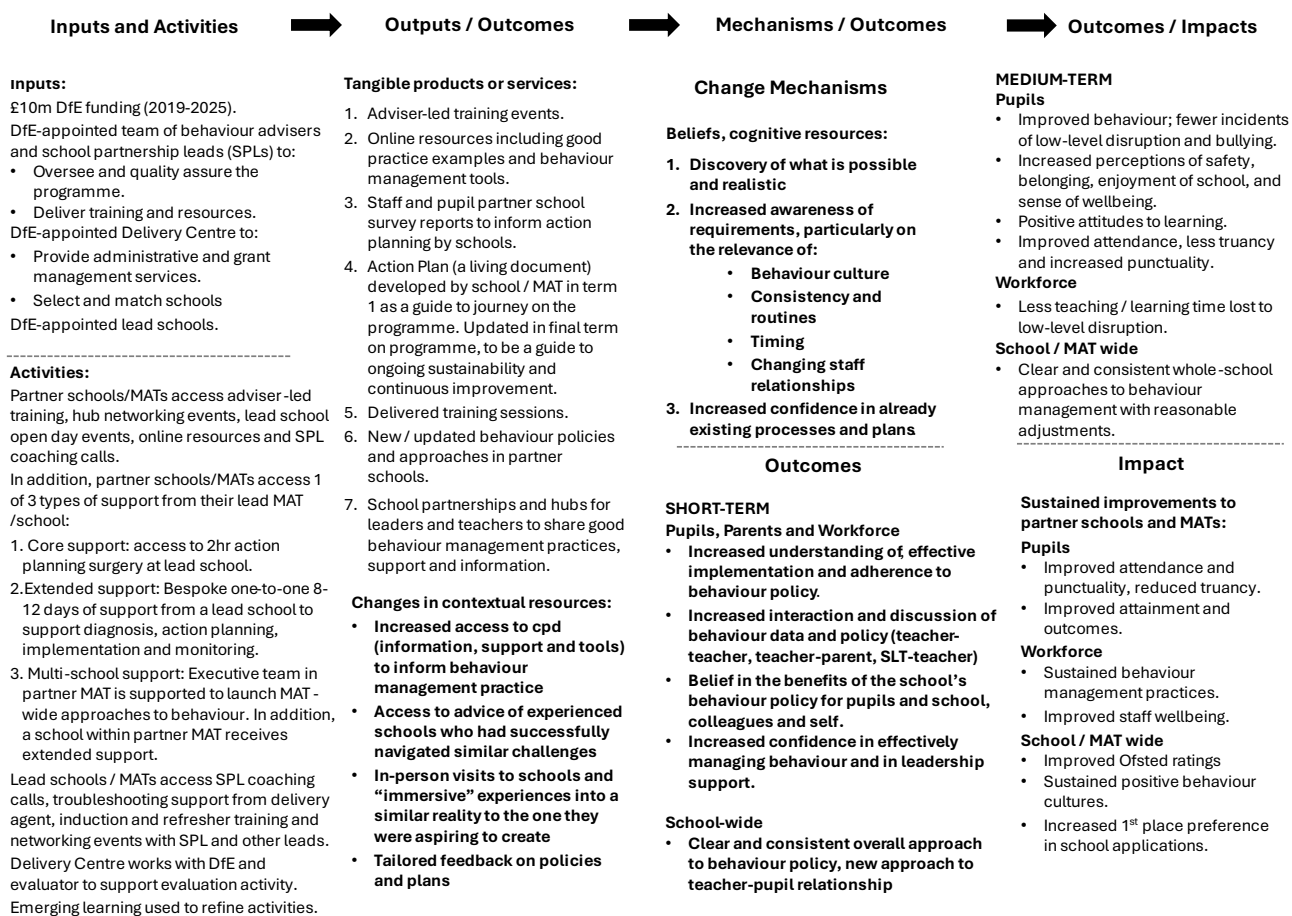 Inputs and Activities
Outputs / Outcomes
Mechanisms / Outcomes
Outcomes / Impacts
Inputs:
£10m DfE funding (2019-2025).
DfE-appointed team of behaviour advisers
and school partnership leads (SPLs) to:
• Oversee and quality assure the
programme.
• Deliver training and resources.
DfE-appointed Delivery Centre to:
• Provide administrative and grant
management services.
• Select and match schools
DfE-appointed lead schools.
Activities:
Partner schools/MATs access adviser-led
training, hub networking events, lead school
open day events, online resources and SPL
coaching calls.
In addition, partner schools/MATs access 1
of 3 types of support from their lead MAT
/school:
1. Core support: access to 2hr action
planning surgery at lead school.
2.Extended support: Bespoke one-to-one 8-
12 days of support from a lead school to
support diagnosis, action planning,
implementation and monitoring.
3. Multi-school support: Executive team in
partner MAT is supported to launch MAT-
wide approaches to behaviour. In addition,
a school within partner MAT receives
extended support.
Lead schools / MATs access SPL coaching
calls, troubleshooting support from delivery
agent, induction and refresher training and
networking events with SPL and other leads.
Delivery Centre works with DfE and
evaluator to support evaluation activity.
Emerging learning used to refine activities.
Tangible products or services:
1. Adviser-led training events.
2. Online resources including good
practice examples and behaviour
management tools.
3. Staff and pupil partner school
survey reports to inform action
planning by schools.
4. Action Plan (a living document)
developed by school / MAT in term
1 as a guide to journey on the
programme. Updated in final term
on programme, to be a guide to
ongoing sustainability and
continuous improvement.
5. Delivered training sessions.
6. New / updated behaviour policies
and approaches in partner
schools.
7. School partnerships and hubs for
leaders and teachers to share good
behaviour management practices,
support and information.
Changes in contextual resources:
• Increased access to cpd
(information, support and tools)
to inform behaviour
management practice
• Access to advice of experienced
schools who had successfully
navigated similar challenges
• In-person visits to schools and
“immersive” experiences into a
similar reality to the one they
were aspiring to create
• Tailored feedback on policies
and plans
Change Mechanisms
Beliefs, cognitive resources:
1. Discovery of what is possible
and realistic
2. Increased awareness of
requirements, particularly on
the relevance of:
• Behaviour culture
• Consistency and
routines
• Timing
• Changing staff
relationships
3. Increased confidence in already
existing processes and plans
Outcomes
SHORT-TERM
Pupils, Parents and Workforce
• Increased understanding of, effective
implementation and adherence to
behaviour policy.
• Increased interaction and discussion of
behaviour data and policy (teacher-
teacher, teacher-parent, SLT-teacher)
• Belief in the benefits of the school’s
behaviour policy for pupils and school,
colleagues and self.
• Increased confidence in effectively
managing behaviour and in leadership
support.
School-wide
• Clear and consistent overall approach
to behaviour policy, new approach to
teacher-pupil relationship
MEDIUM-TERM
Pupils
• Improved behaviour; fewer incidents
of low-level disruption and bullying.
• Increased perceptions of safety,
belonging, enjoyment of school, and
sense of wellbeing.
• Positive attitudes to learning.
• Improved attendance, less truancy
and increased punctuality.
Workforce
• Less teaching / learning time lost to
low-level disruption.
School / MAT wide
• Clear and consistent whole-school
approaches to behaviour
management with reasonable
adjustments.
Impact
Sustained improvements to
partner schools and MATs:
Pupils
• Improved attendance and
punctuality, reduced truancy.
• Improved attainment and
outcomes.
Workforce
• Sustained behaviour
management practices.
• Improved staff wellbeing.
School / MAT wide
• Improved Ofsted ratings
• Sustained positive behaviour
cultures.
• Increased 1st place preference
in school applications.